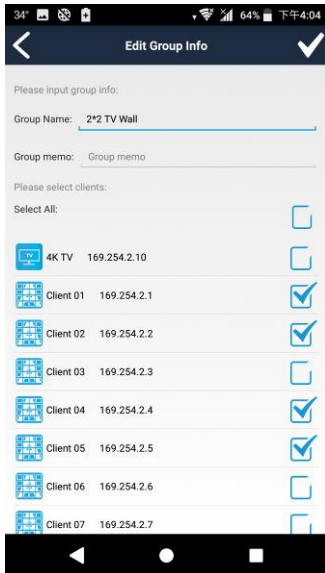 34° 64% 下午4:04
Edit Group Info
Please input group info:
Group Name: 2*2 TV Wall
Group memo: Group memo
Please select clients:
Select All:
TV 4K TV 169.254.2.10
Client 01 169.254.2.1
Client 02 169.254.2.2
Client 03 169.254.2.3
Client 04 169.254.2.4
Client 05 169.254.2.5
Client 06 169.254.2.6
Client 07 169.254.2.7